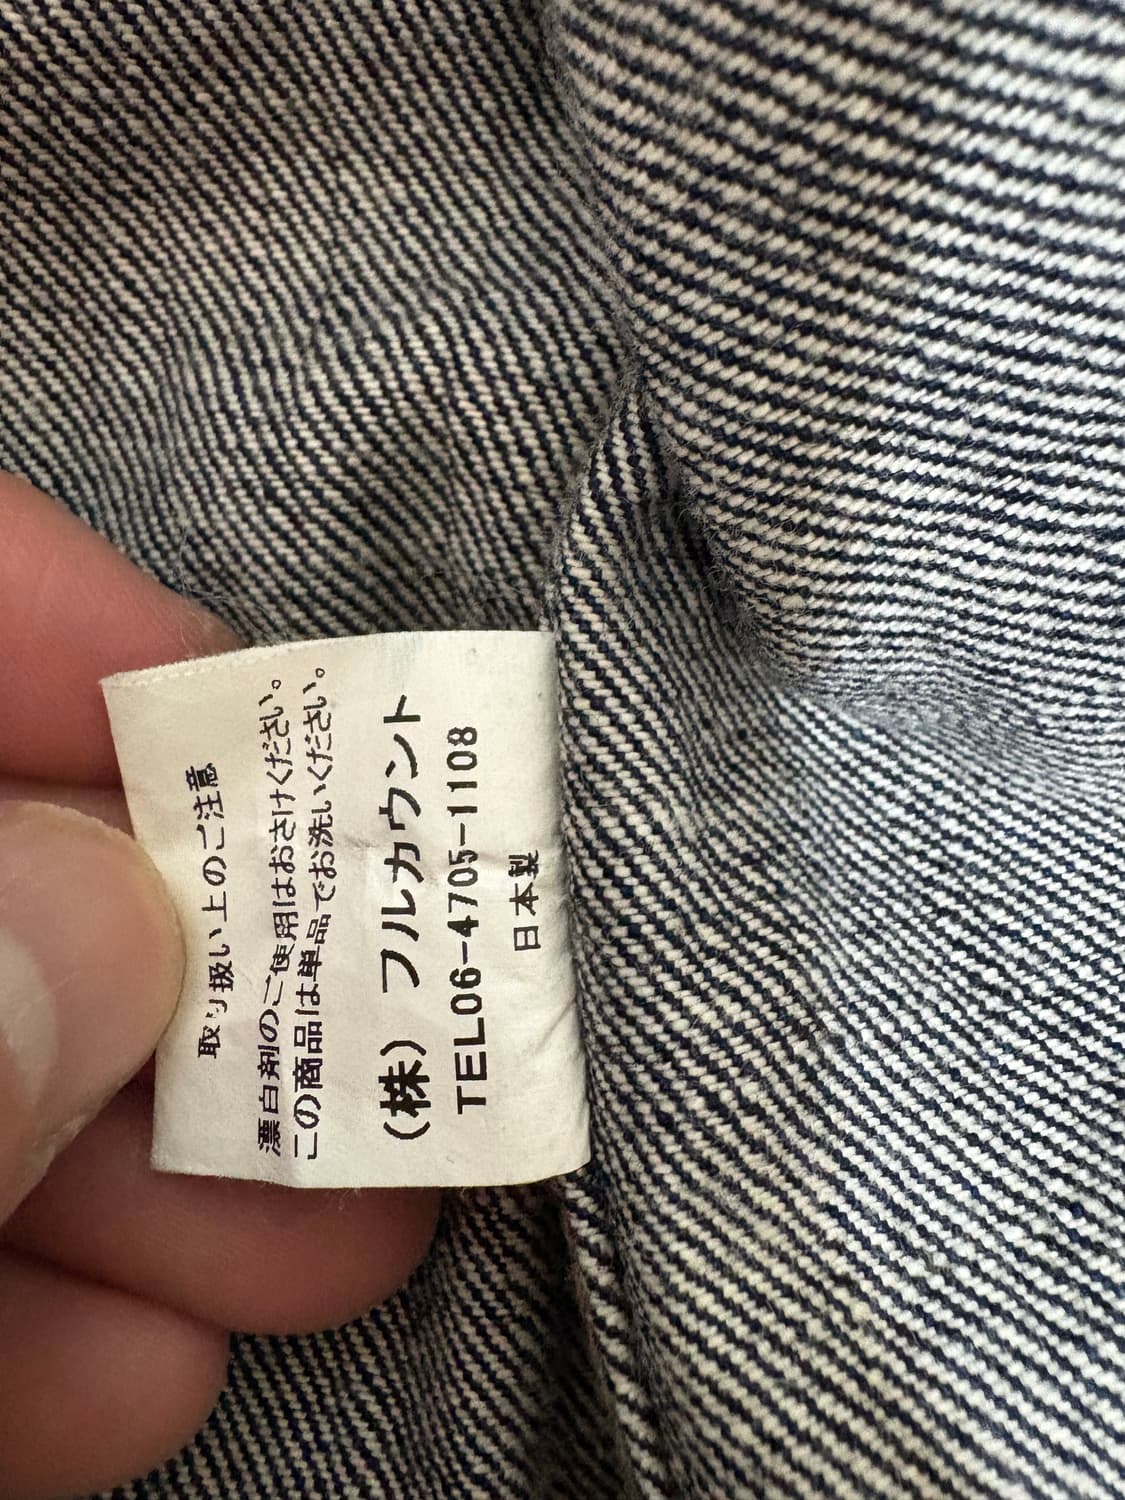 取り扱い上のご注意
漂白剤のご使用はおさけください。
この商品は単品でお洗いください。
(株)フルカウント
TEL06-4705-1108
日本製